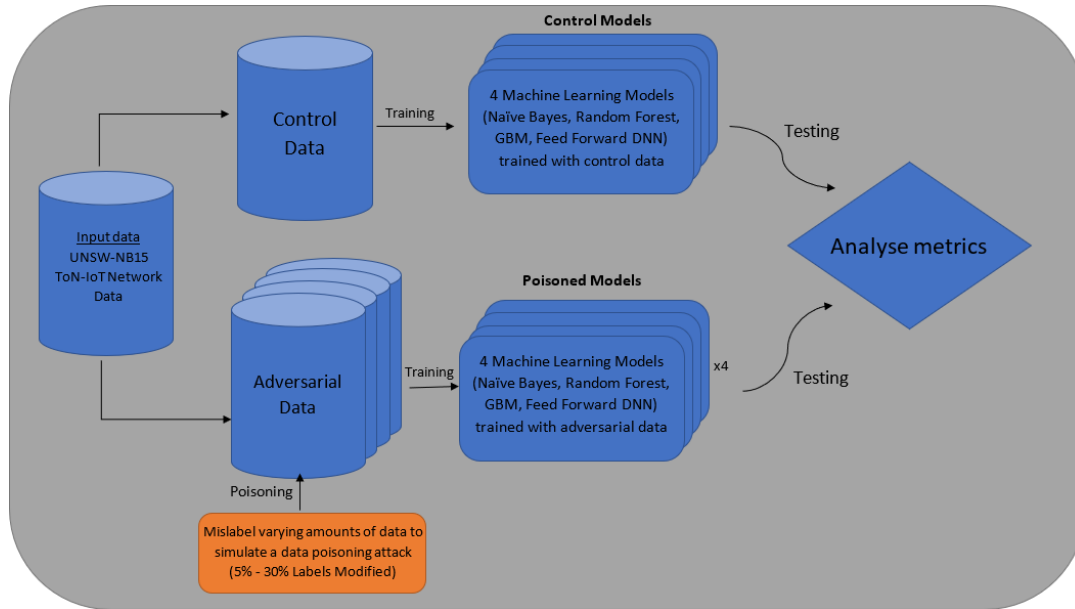 Control Models
Control
Data
Training
4 Machine Learning Models
(Naïve Bayes, Random Forest,
GBM, Feed Forward DNN)
trained with control data
Testing
Input data
UNSW-NB15
ToN-IoT Network
Data
Analyse metrics
Poisoned Models
Adversarial
Data
Training
4 Machine Learning Models
(Naïve Bayes, Random Forest,
GBM, Feed Forward DNN)
trained with adversarial data
x4
Testing
Poisoning
Mislabel varying amounts of data to
simulate a data poisoning attack
(5% - 30% Labels Modified)